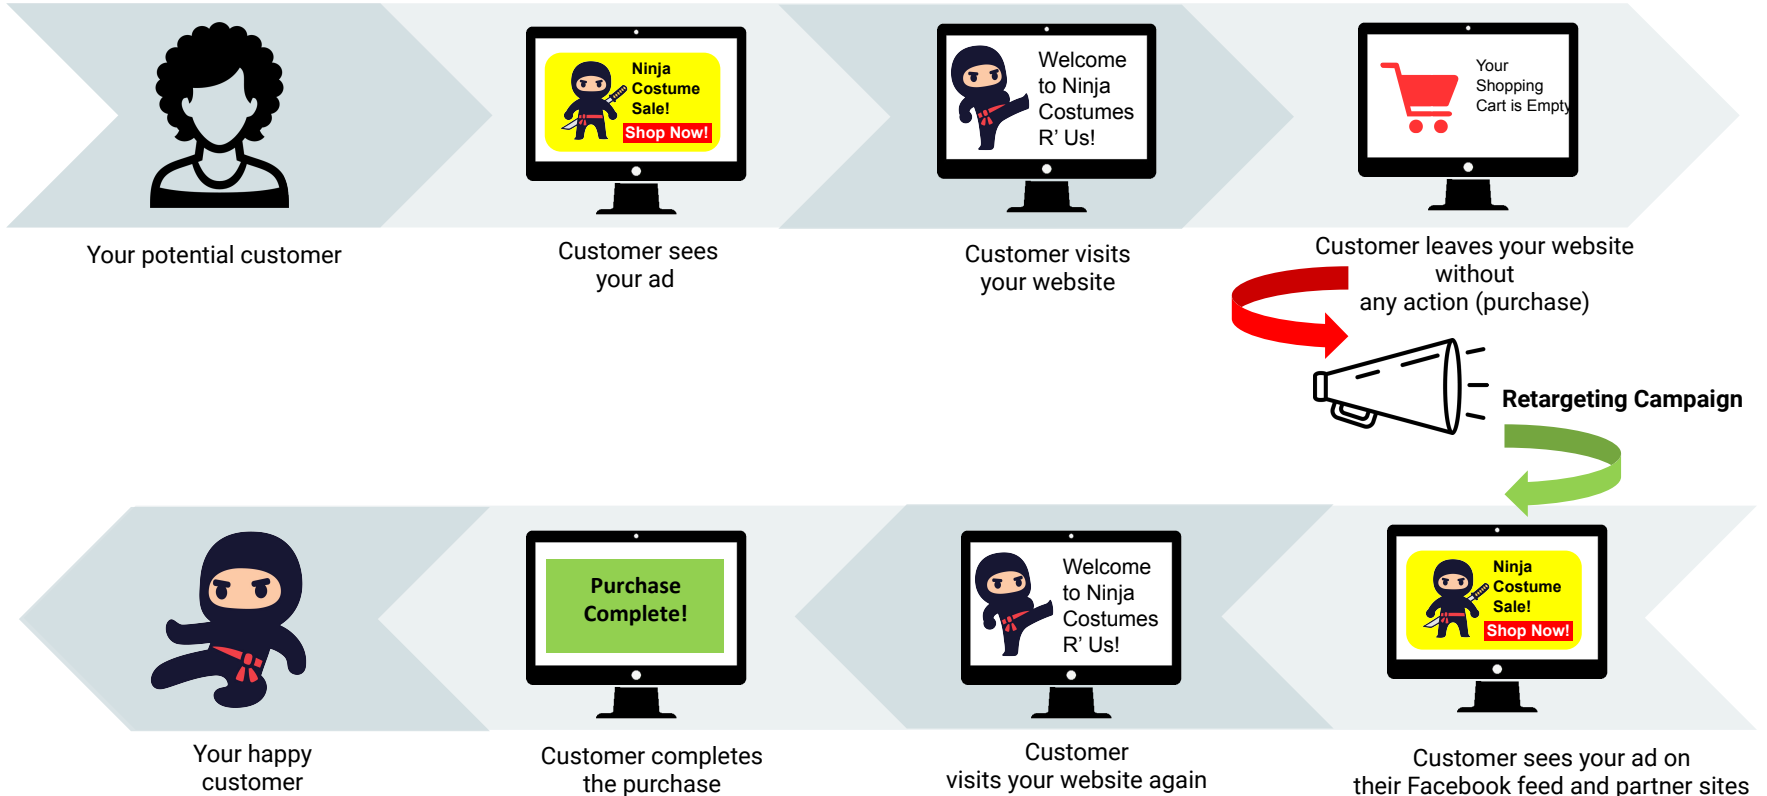 Ninja
Costume
Sale!
Shop Now!
Welcome
to Ninja
Costumes
R' Us!
Your
Shopping
Cart is Empty
Your potential customer
Customer sees
your ad
Customer visits
your website
Customer leaves your website
without
any action (purchase)
Retargeting Campaign
Purchase
Complete!
Welcome
to Ninja
Costumes
R' Us!
Ninja
Costume
Sale!
Shop Now!
Your happy
customer
Customer completes
the purchase
Customer
visits your website again
Customer sees your ad on
their Facebook feed and partner sites